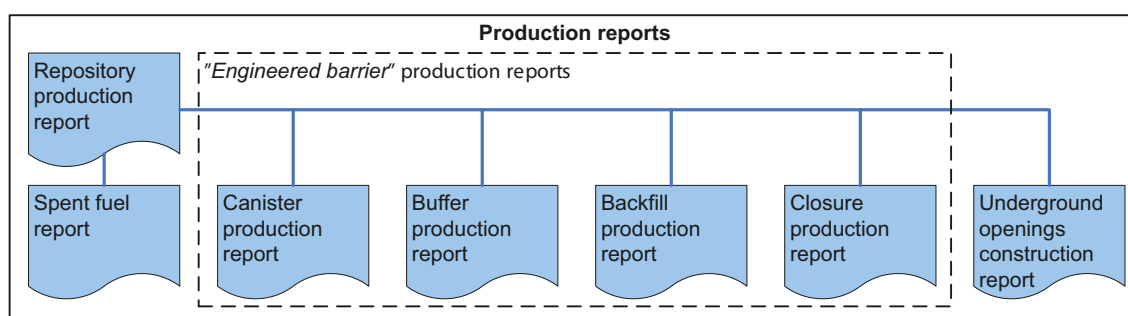 Production reports
Repository
production
report
"Engineered barrier" production reports
Spent fuel
report
Canister
production
report
Buffer
production
report
Backfill
production
report
Closure
production
report
Underground
openings
construction
report